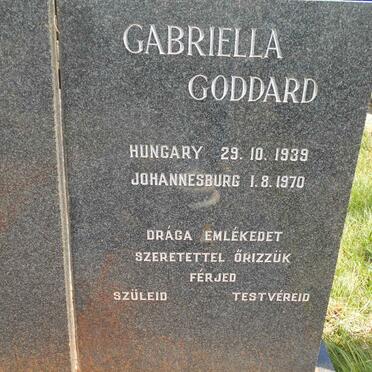 GABRIELLA
GODDARD
HUNGARY 29. 10. 1939
JOHANNESBURG 1. 8. 1970
DRÁGA EMLÉKEDET
SZERETETTEL ŐRIZZÜK
FÉRJED
SZÜLEID TESTVÉREID